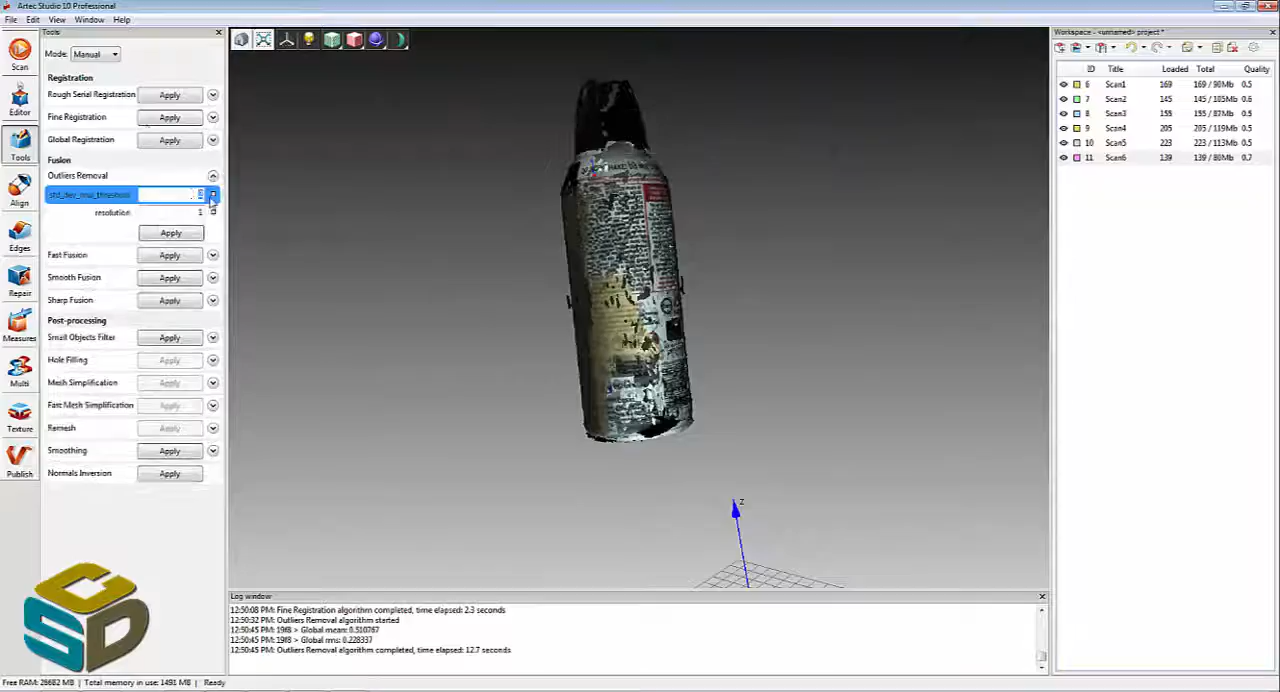 Artec Studio 10 Professional
File Edit View Window Help
Tools
Workspace - <unnamed> project *
Mode: Manual
ID Title Loaded Total Quality
Scan
Registration
6 Scan1 169 169 / 90Mb 0.5
Rough Serial Registration Apply
7 Scan2 145 145 / 105Mb 0.6
Editor
Fine Registration Apply
8 Scan3 155 155 / 87Mb 0.5
9 Scan4 205 205 / 119Mb 0.5
Global Registration Apply
10 Scan5 223 223 / 113Mb 0.5
Tools
Fusion
11 Scan6 139 139 / 80Mb 0.7
Outliers Removal
std_dev_mul_threshold
Align
resolution 1
Apply
Edges
Fast Fusion Apply
Smooth Fusion Apply
Repair
Sharp Fusion Apply
Post-processing
Measures
Small Objects Filter Apply
Hole Filling Apply
Multi
Mesh Simplification Apply
Fast Mesh Simplification Apply
Texture
Remesh Apply
Smoothing Apply
Publish
Normals Inversion Apply
Z
Log window
12:50:08 PM: Fine Registration algorithm completed, time elapsed: 2.3 seconds
12:50:32 PM: Outliers Removal algorithm started
12:50:45 PM: 19f8 > Global mean: 0.510767
12:50:45 PM: 19f8 > Global rms: 0.228337
12:50:45 PM: Outliers Removal algorithm completed, time elapsed: 12.7 seconds
Free RAM: 28682 MB | Total memory in use: 1491 MB | Ready